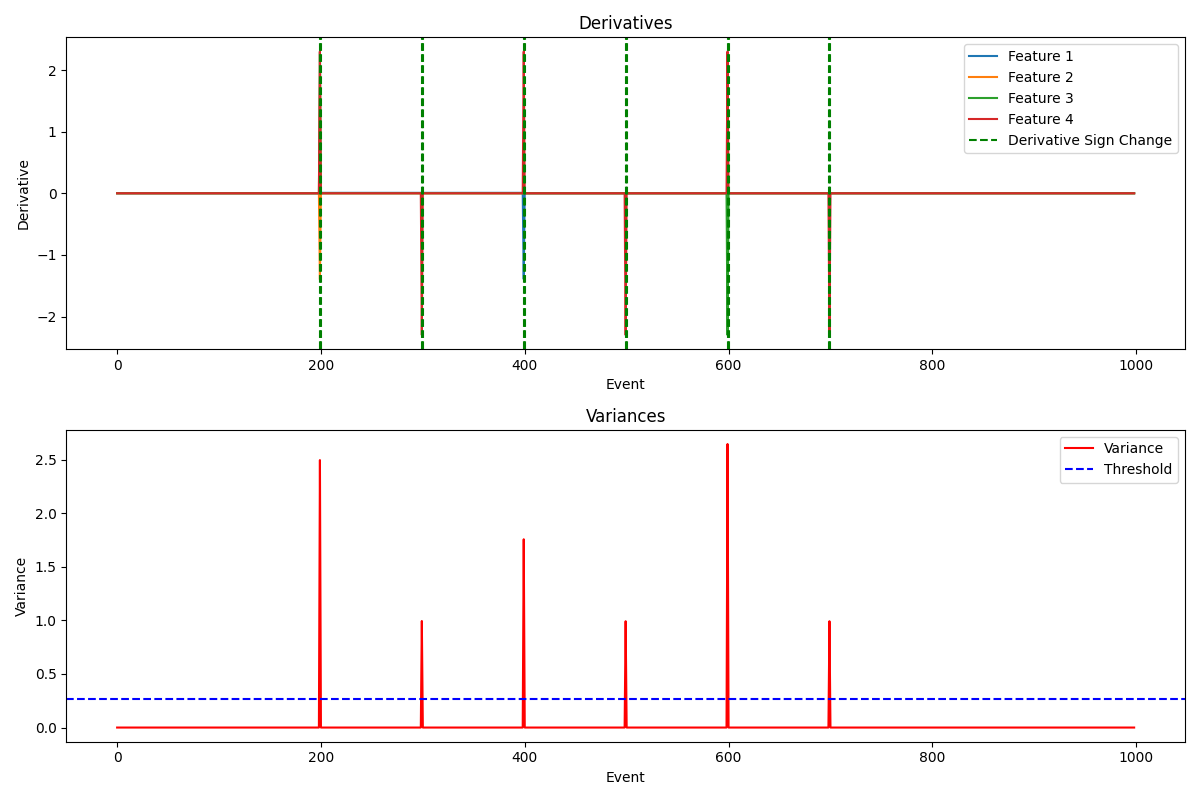 Derivatives
Derivative
2
1
0
−1
−2
Feature 1
Feature 2
Feature 3
Feature 4
Derivative Sign Change
0 200 400 600 800 1000
Event
Variances
Variance
2.5
2.0
1.5
1.0
0.5
0.0
Variance
Threshold
0 200 400 600 800 1000
Event